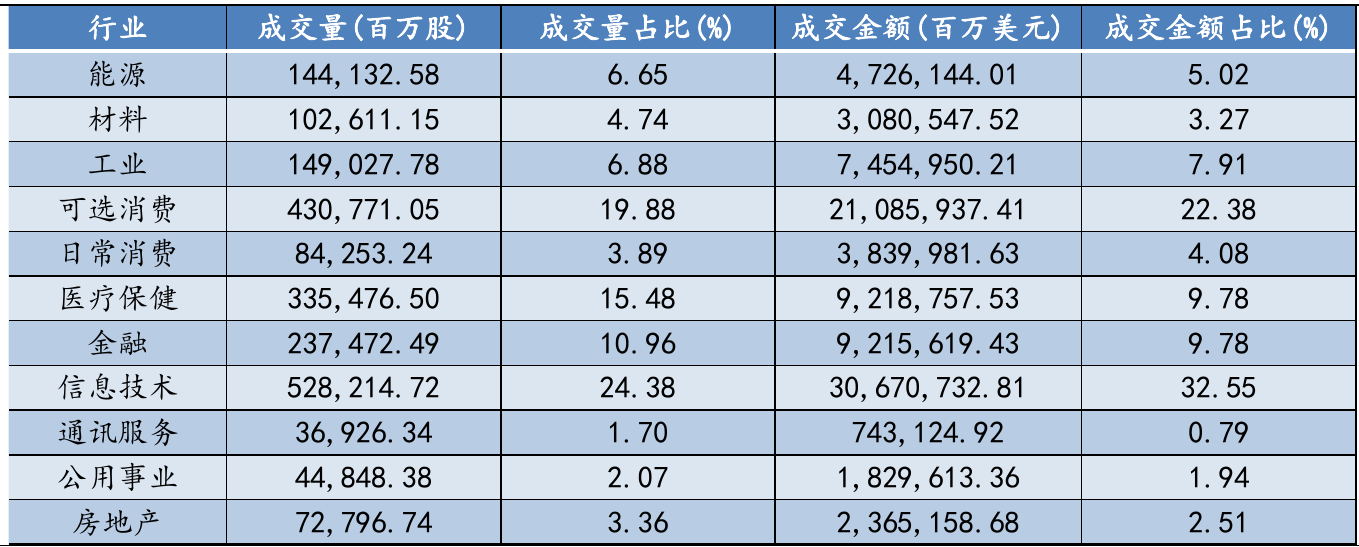 行业 成交量(百万股) 成交量占比(%) 成交金额(百万美元) 成交金额占比(%)
能源 144,132.58 6.65 4,726,144.01 5.02
材料 102,611.15 4.74 3,080,547.52 3.27
工业 149,027.78 6.88 7,454,950.21 7.91
可选消费 430,771.05 19.88 21,085,937.41 22.38
日常消费 84,253.24 3.89 3,839,981.63 4.08
医疗保健 335,476.50 15.48 9,218,757.53 9.78
金融 237,472.49 10.96 9,215,619.43 9.78
信息技术 528,214.72 24.38 30,670,732.81 32.55
通讯服务 36,926.34 1.70 743,124.92 0.79
公用事业 44,848.38 2.07 1,829,613.36 1.94
房地产 72,796.74 3.36 2,365,158.68 2.51